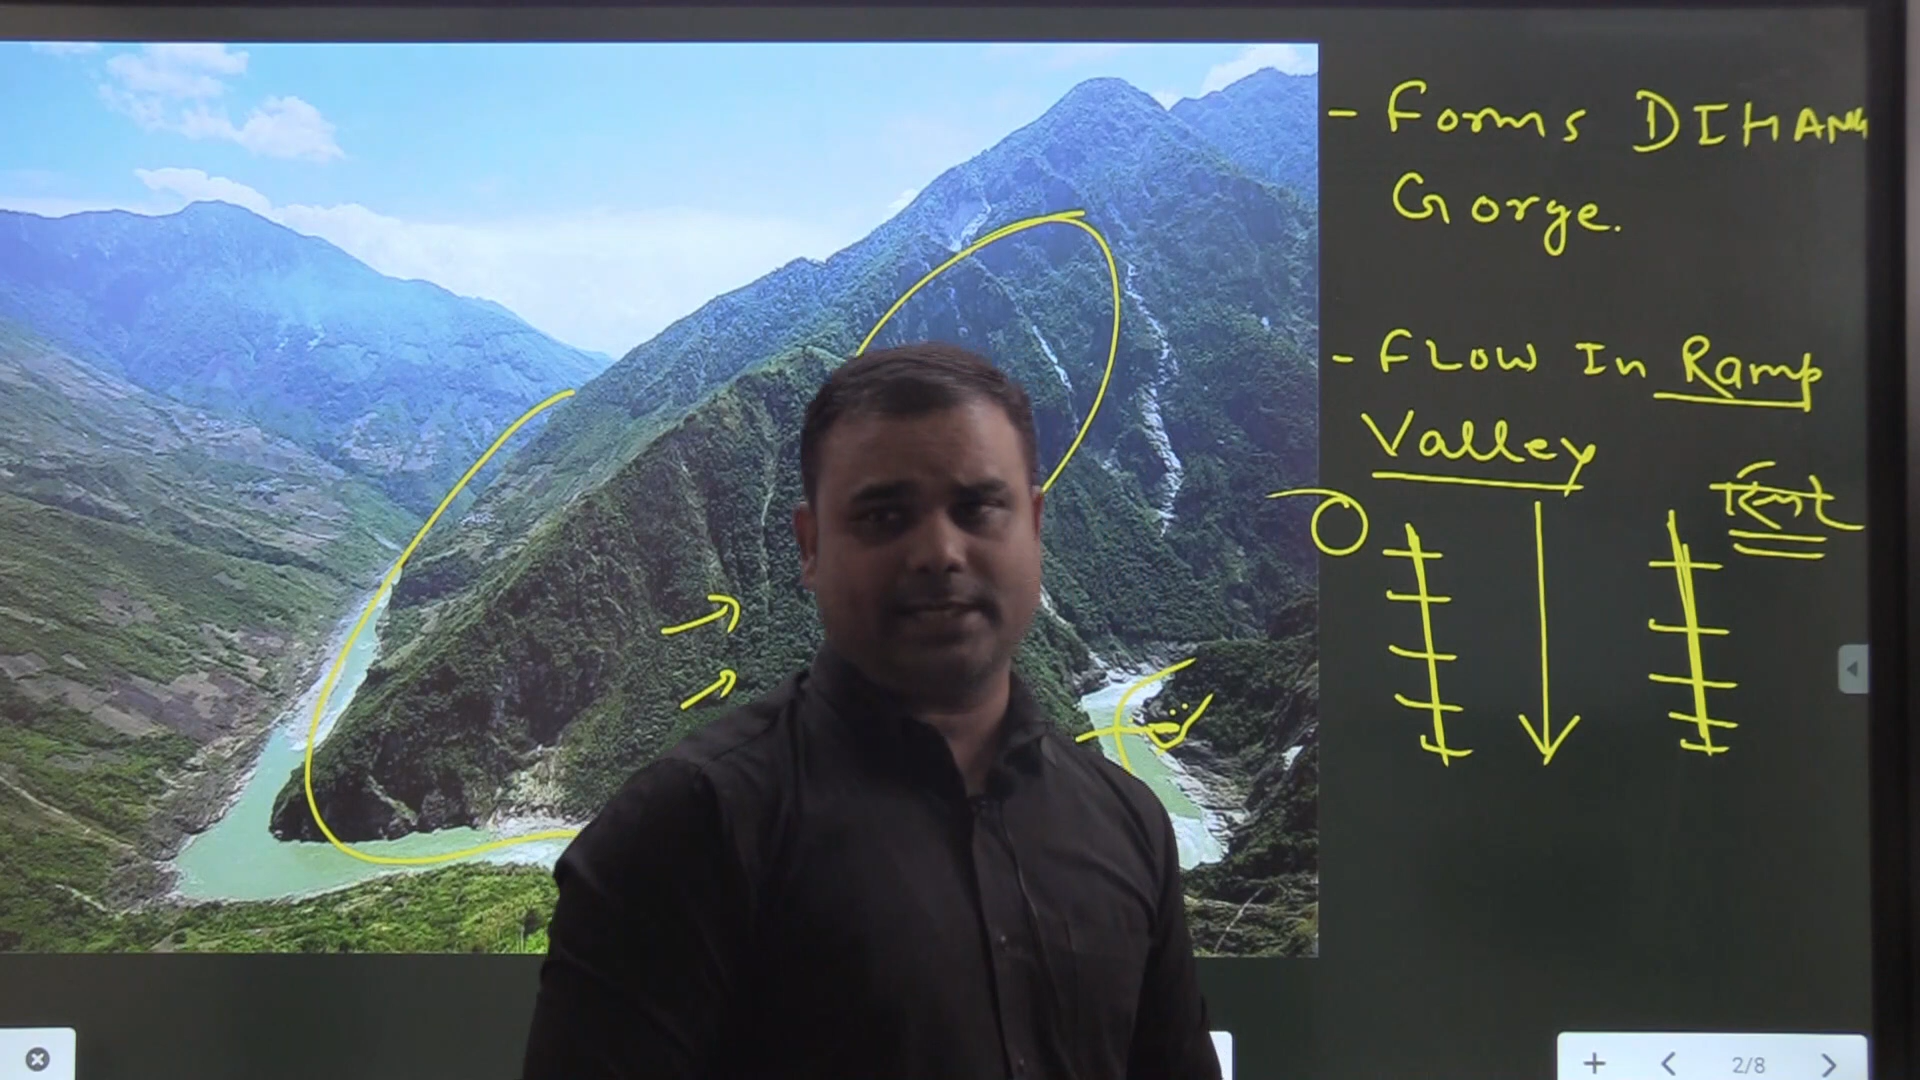 - Forms DIHANG
Gorge.
- FLOW In Ramp
Valley
2/8